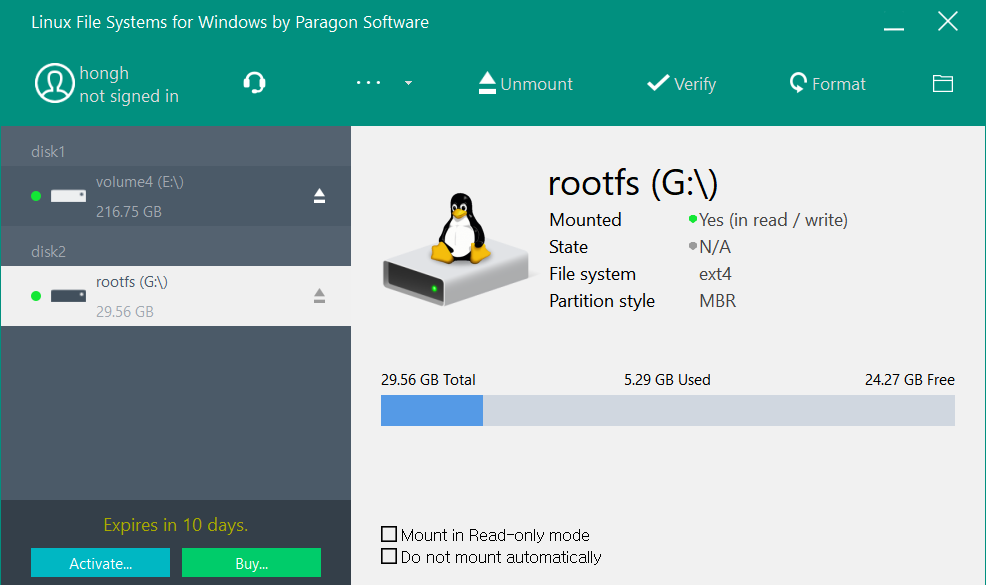 Linux File Systems for Windows by Paragon Software
hongh
not signed in
... Unmount Verify Format
disk1
volume4 (E:\)
216.75 GB
disk2
rootfs (G:\)
29.56 GB
Expires in 10 days.
Activate... Buy...
rootfs (G:\)
Mounted Yes (in read / write)
State N/A
File system ext4
Partition style MBR
29.56 GB Total 5.29 GB Used 24.27 GB Free
Mount in Read-only mode
Do not mount automatically